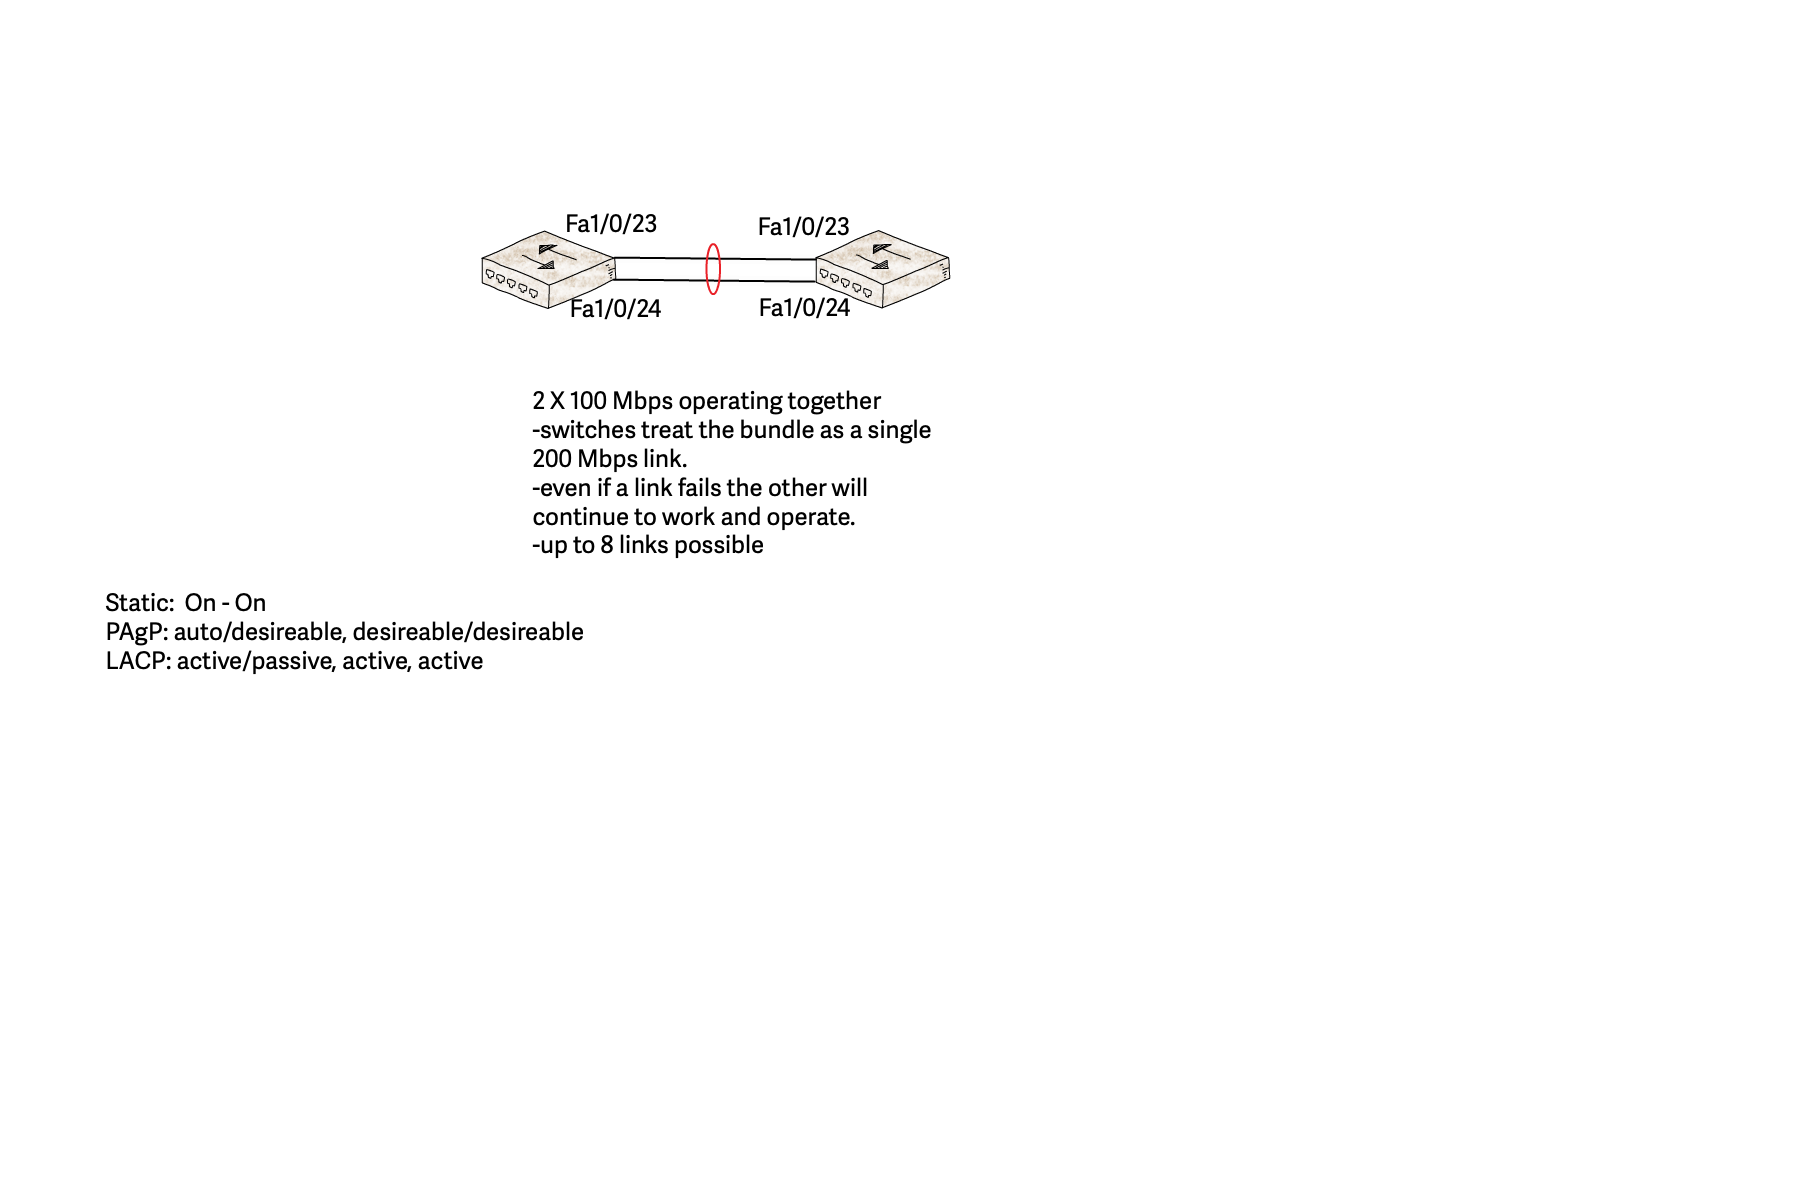 Fa1/0/23
Fa1/0/23
Fa1/0/24
Fa1/0/24
2 X 100 Mbps operating together
-switches treat the bundle as a single
200 Mbps link.
-even if a link fails the other will
continue to work and operate.
-up to 8 links possible
Static:  On - On
PAgP: auto/desireable, desireable/desireable
LACP: active/passive, active, active